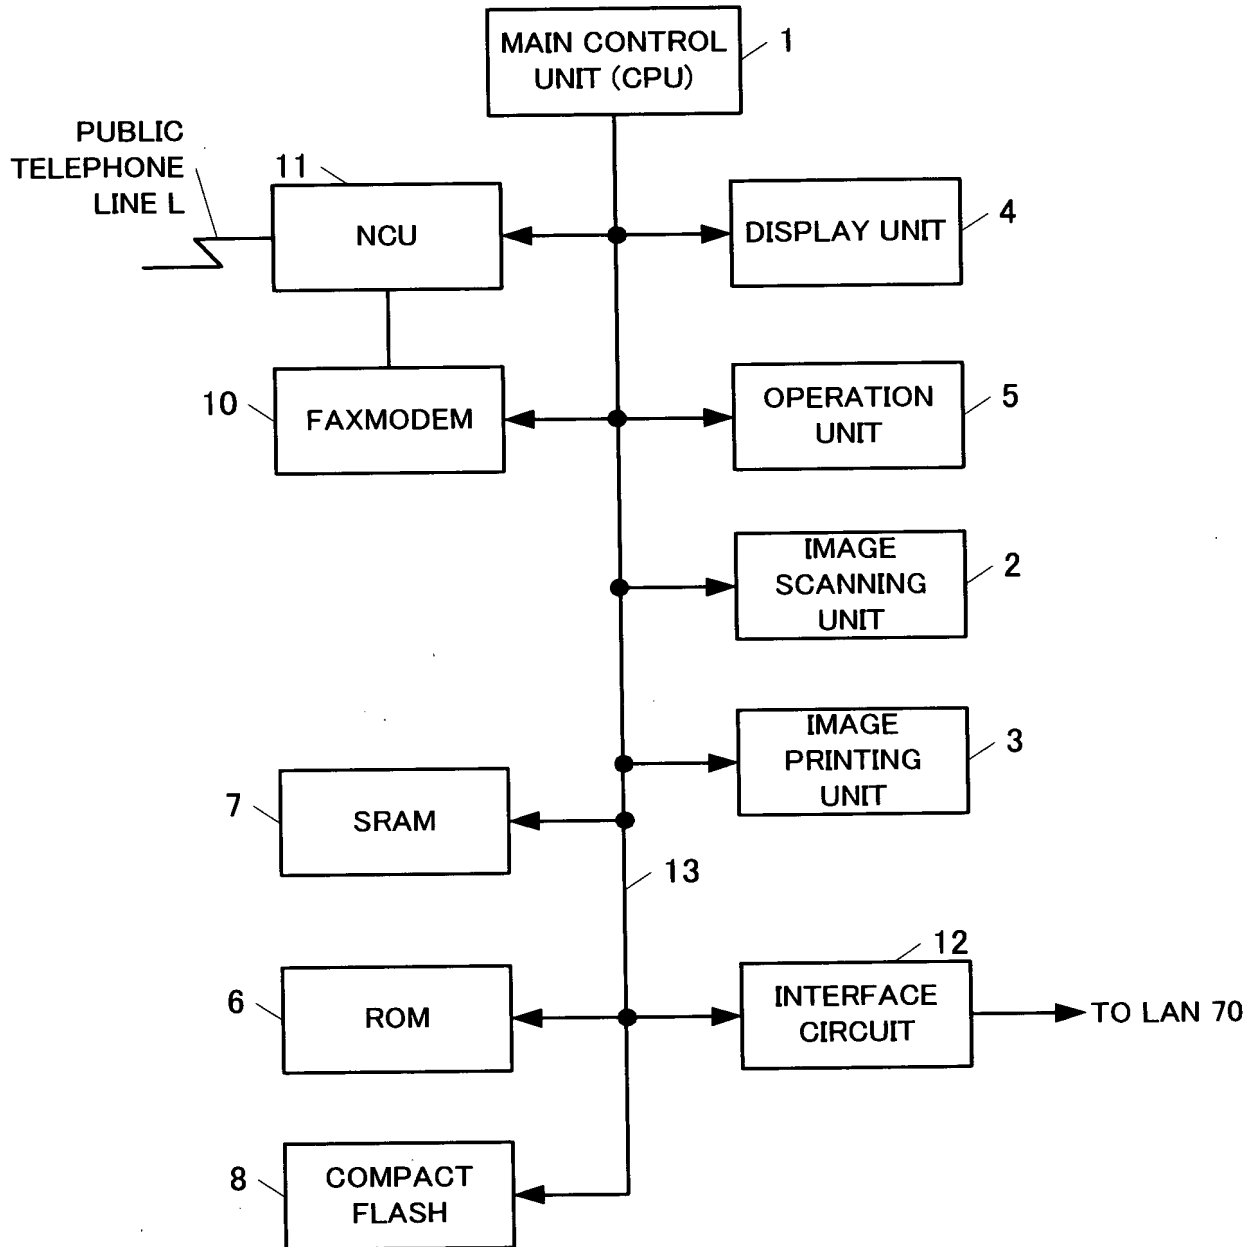 MAIN CONTROL
UNIT (CPU)
1
PUBLIC
TELEPHONE
LINE L
11
NCU
DISPLAY UNIT
4
10
FAXMODEM
OPERATION
UNIT
5
IMAGE
SCANNING
UNIT
2
IMAGE
PRINTING
UNIT
3
7
SRAM
13
12
6
ROM
INTERFACE
CIRCUIT
TO LAN 70
8
COMPACT
FLASH